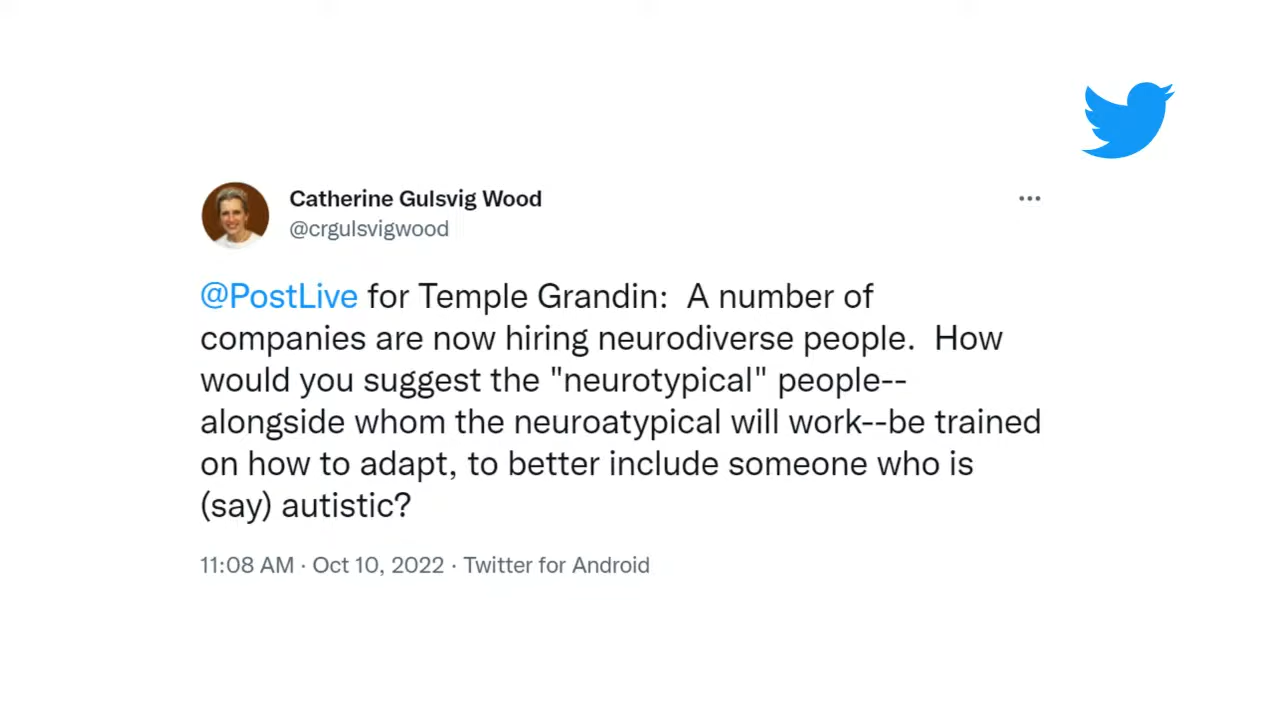 Catherine Gulsvig Wood
@crgulsvigwood
@PostLive for Temple Grandin:  A number of
companies are now hiring neurodiverse people.  How
would you suggest the "neurotypical" people--
alongside whom the neuroatypical will work--be trained
on how to adapt, to better include someone who is
(say) autistic?
11:08 AM · Oct 10, 2022 · Twitter for Android